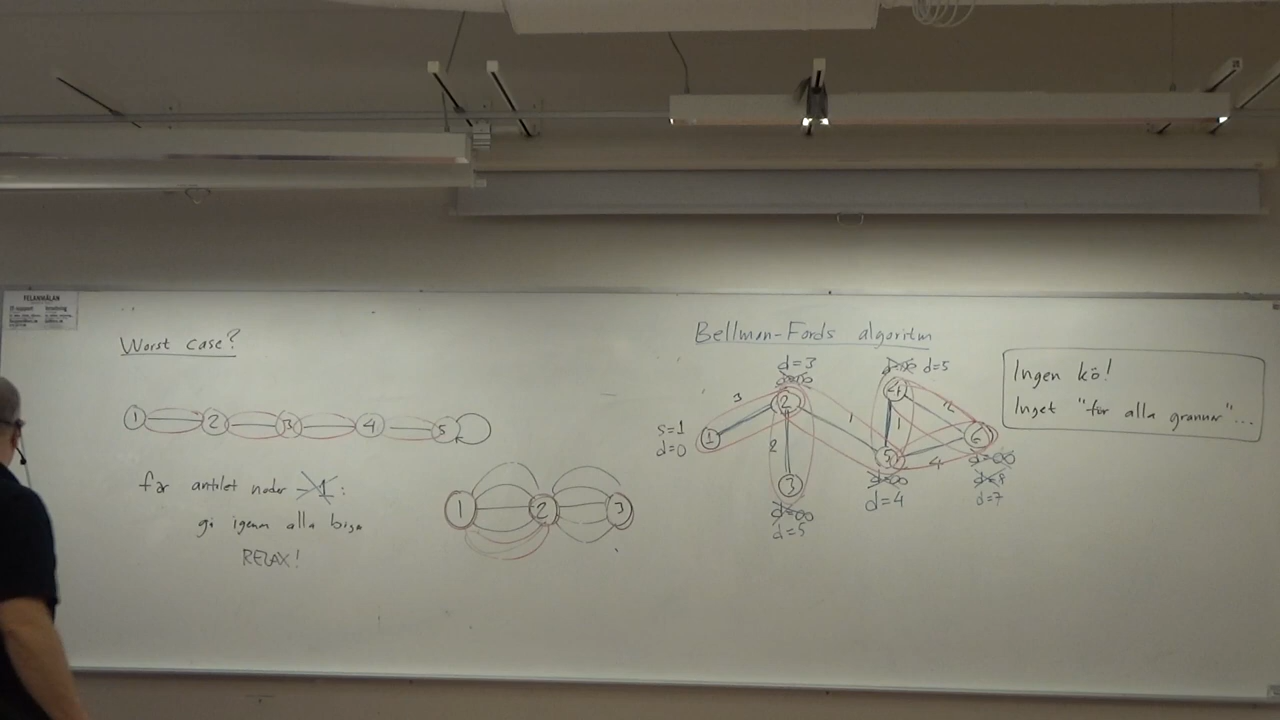 FELANMÄLAN
Worst case?
1 2 3 4 5
för antalet noder -1:
gå igenom alla
RELAX!
1 2 3
Bellman-Fords algoritm
d=3
d=∞
d=∞ d=5
3
2
4
1
s=1
d=0
1
2
1
5
6
4
3
d=∞
d=5
d=∞
d=4
d=∞
d=8
d=7
Ingen kö!
Inget "för alla grannar"...